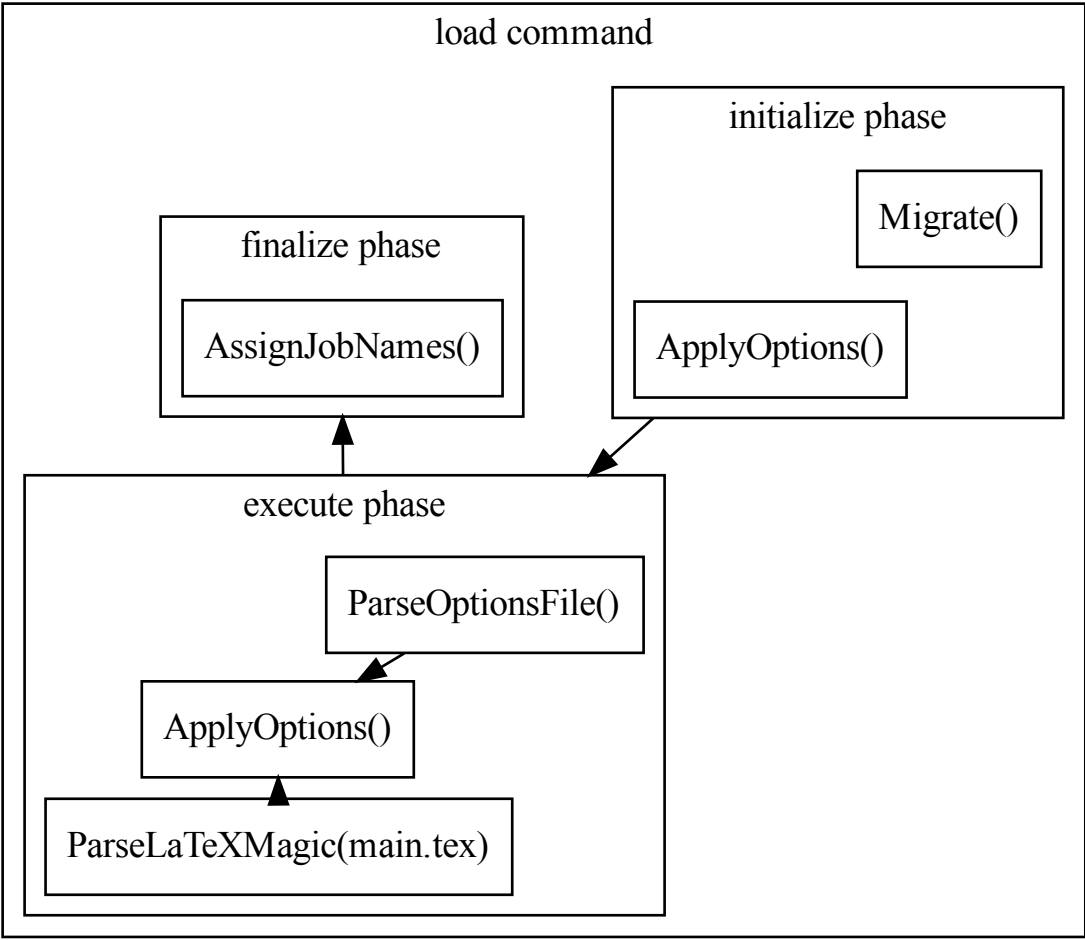 load command
initialize phase
Migrate()
ApplyOptions()
finalize phase
AssignJobNames()
execute phase
ParseOptionsFile()
ApplyOptions()
ParseLaTeXMagic(main.tex)